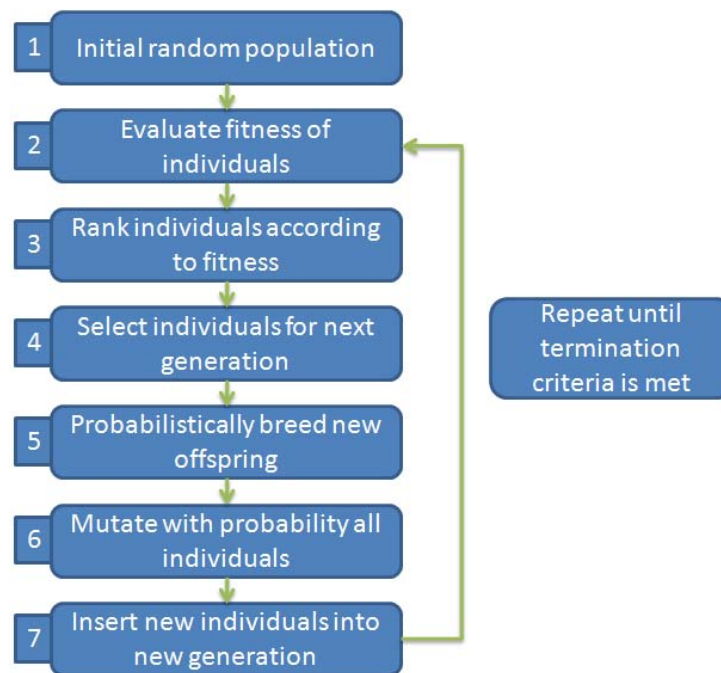 1
Initial random population
2
Evaluate fitness of
individuals
3
Rank individuals according
to fitness
4
Select individuals for next
generation
5
Probabilistically breed new
offspring
6
Mutate with probability all
individuals
7
Insert new individuals into
new generation
Repeat until
termination
criteria is met